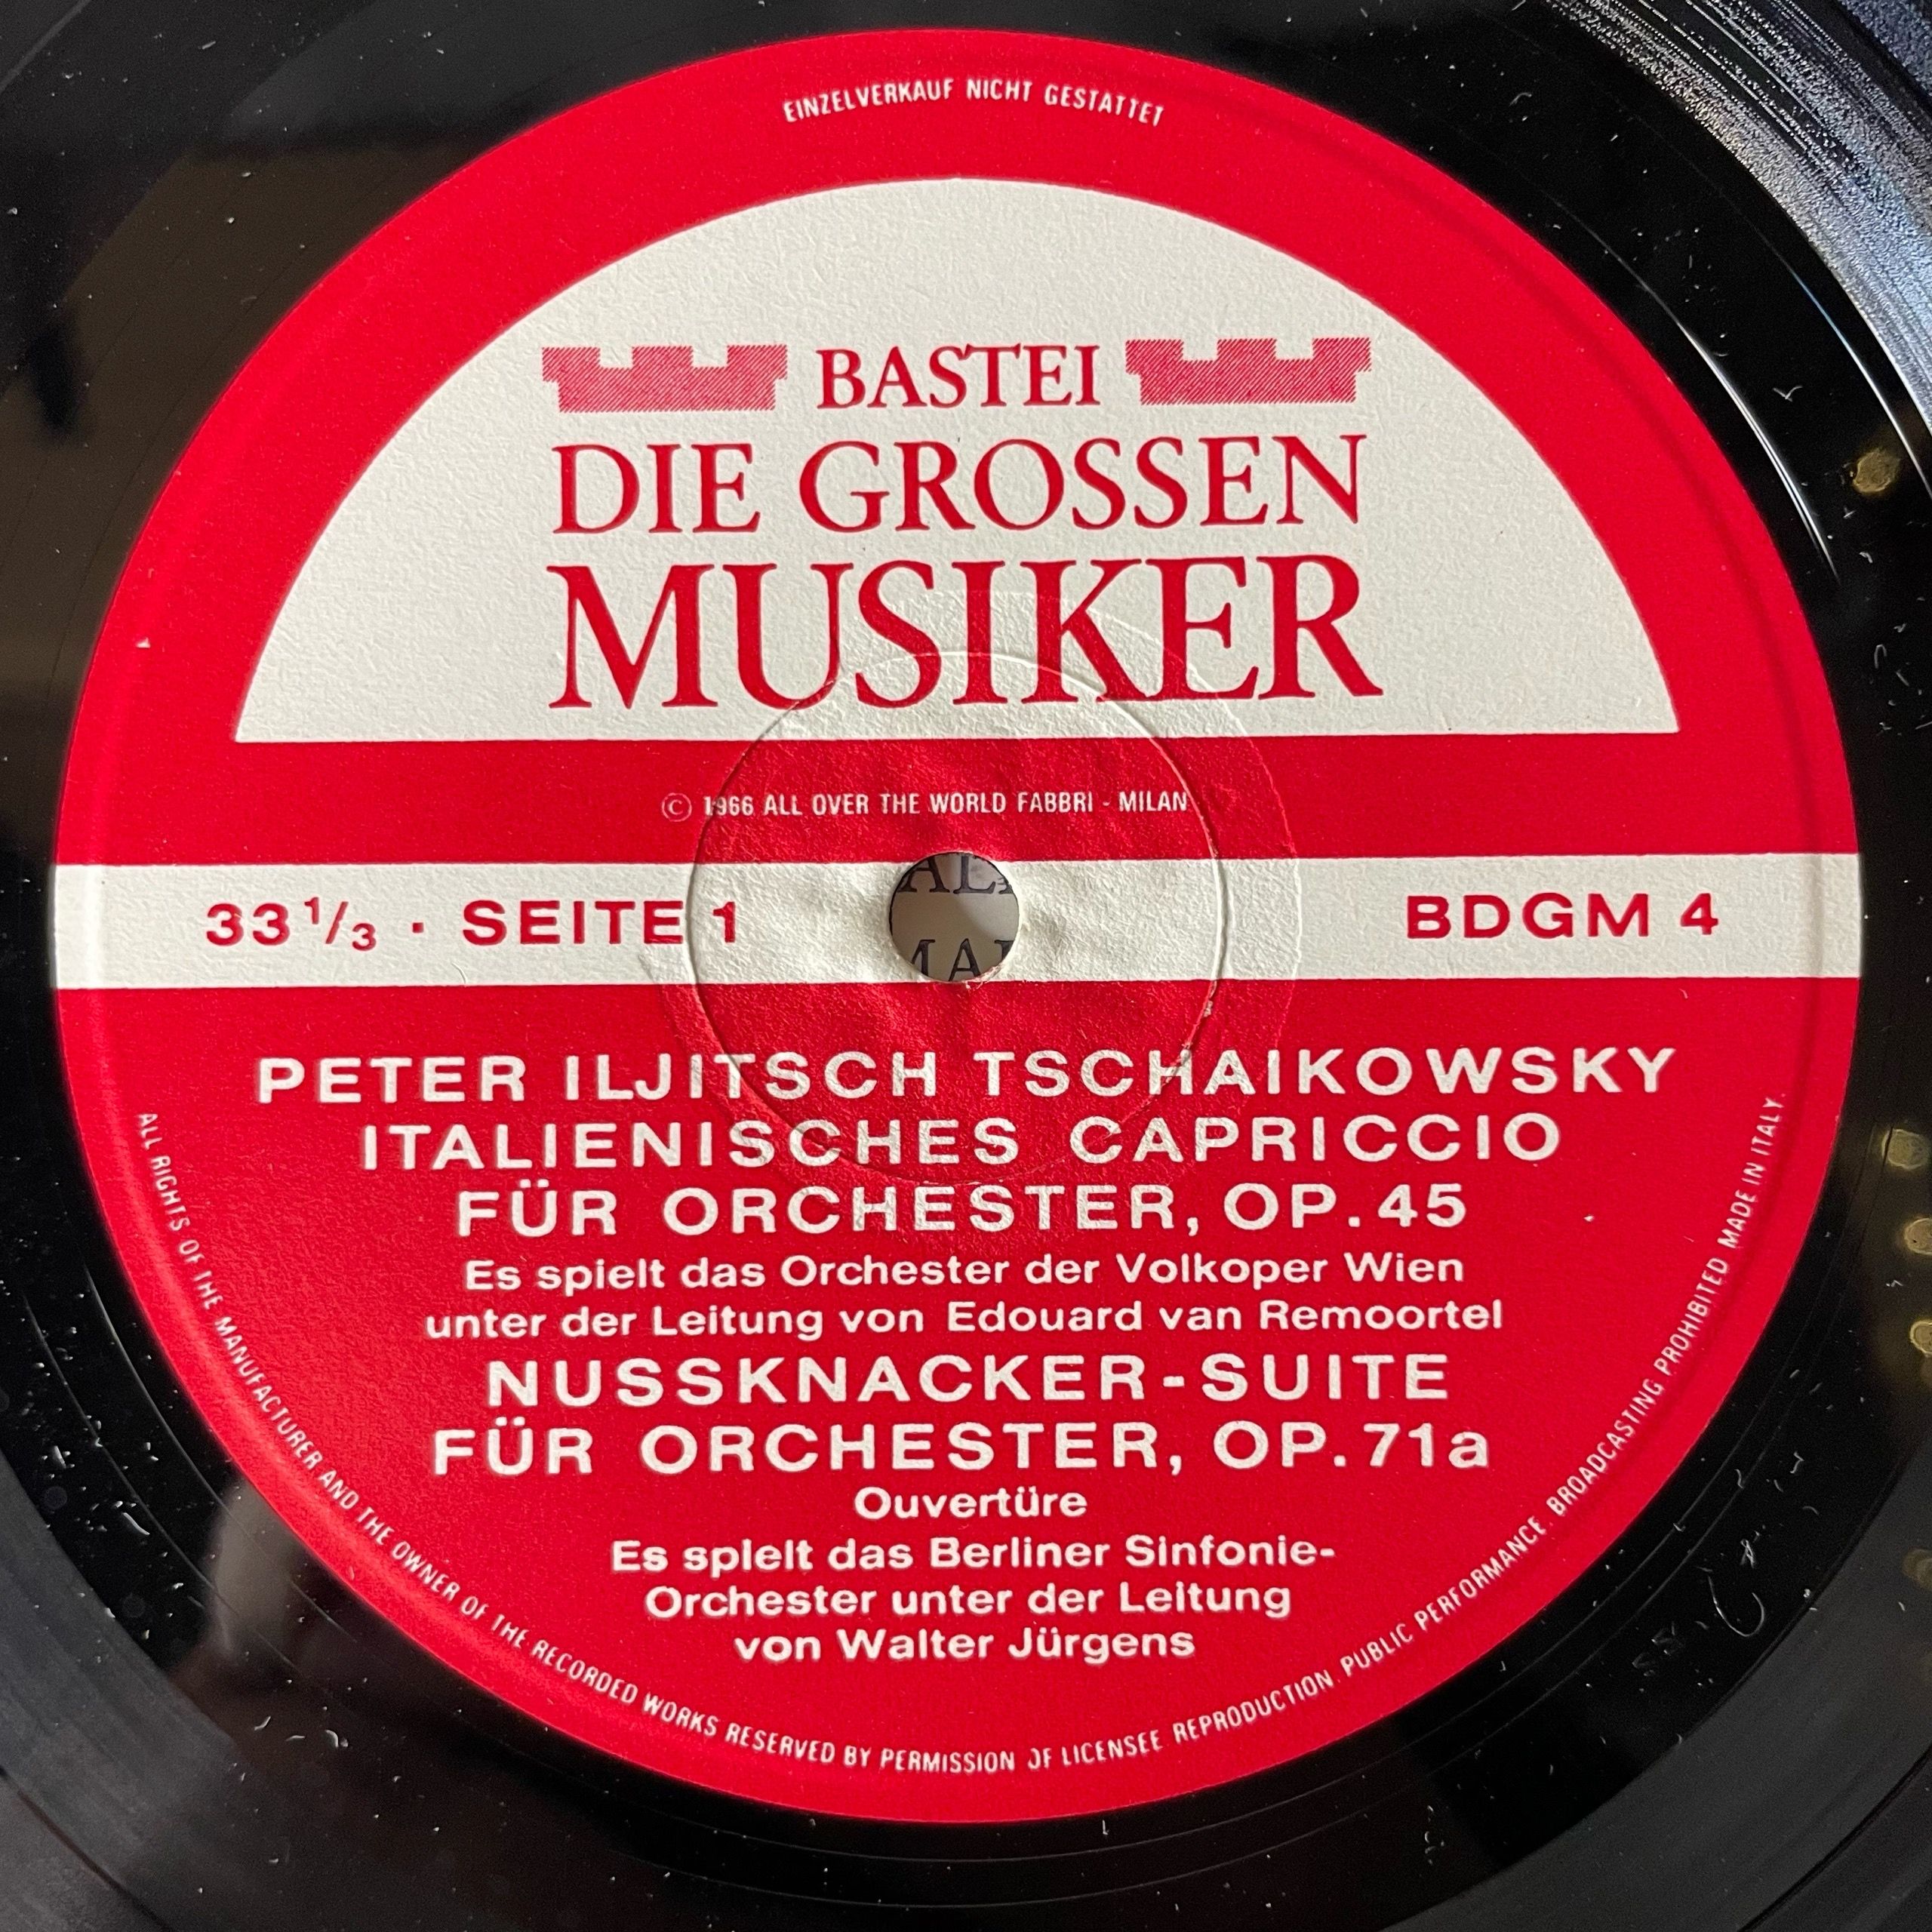 EINZELVERKAUF NICHT GESTATTET
BASTEI
DIE GROSSEN
MUSIKER
© 1966 ALL OVER THE WORLD FABBRI - MILAN
33 1/3 · SEITE 1
BDGM 4
PETER ILJITSCH TSCHAIKOWSKY
ITALIENISCHES CAPRICCIO
FÜR ORCHESTER, OP. 45
Es spielt das Orchester der Volkoper Wien
unter der Leitung von Edouard van Remoortel
NUSSKNACKER-SUITE
FÜR ORCHESTER, OP. 71a
Ouvertüre
Es spielt das Berliner Sinfonie-
Orchester unter der Leitung
von Walter Jürgens
ALL RIGHTS OF THE MANUFACTURER AND THE OWNER OF THE RECORDED WORKS RESERVED BY PERMISSION OF LICENSEE REPRODUCTION. PUBLIC PERFORMANCE. BROADCASTING PROHIBITED MADE IN ITALY.